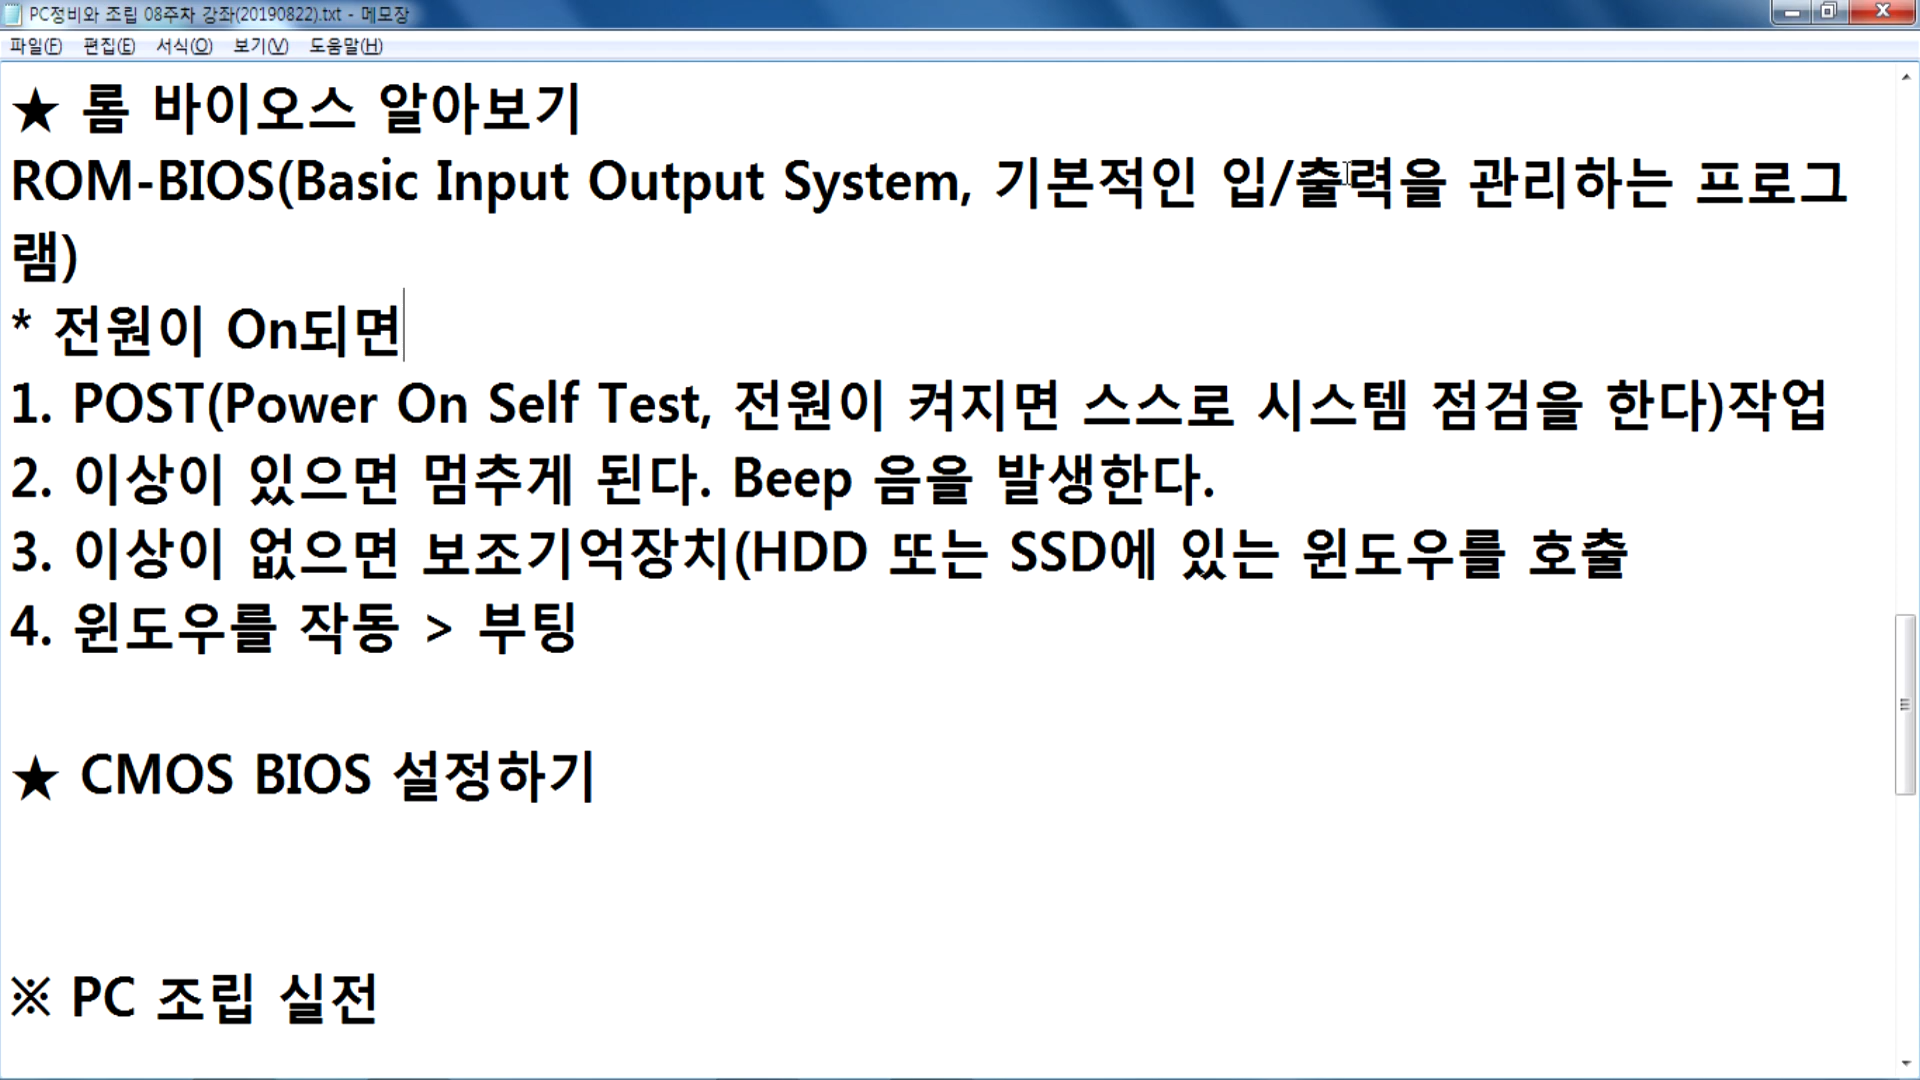 PC정비와 조립 08주차 강좌(20190822).txt - 메모장
파일(F) 편집(E) 서식(O) 보기(V) 도움말(H)
★ 롬 바이오스 알아보기
ROM-BIOS(Basic Input Output System, 기본적인 입/출력을 관리하는 프로그
램)
* 전원이 On되면
1. POST(Power On Self Test, 전원이 켜지면 스스로 시스템 점검을 한다)작업
2. 이상이 있으면 멈추게 된다. Beep 음을 발생한다.
3. 이상이 없으면 보조기억장치(HDD 또는 SSD에 있는 윈도우를 호출
4. 윈도우를 작동 > 부팅
★ CMOS BIOS 설정하기
※ PC 조립 실전